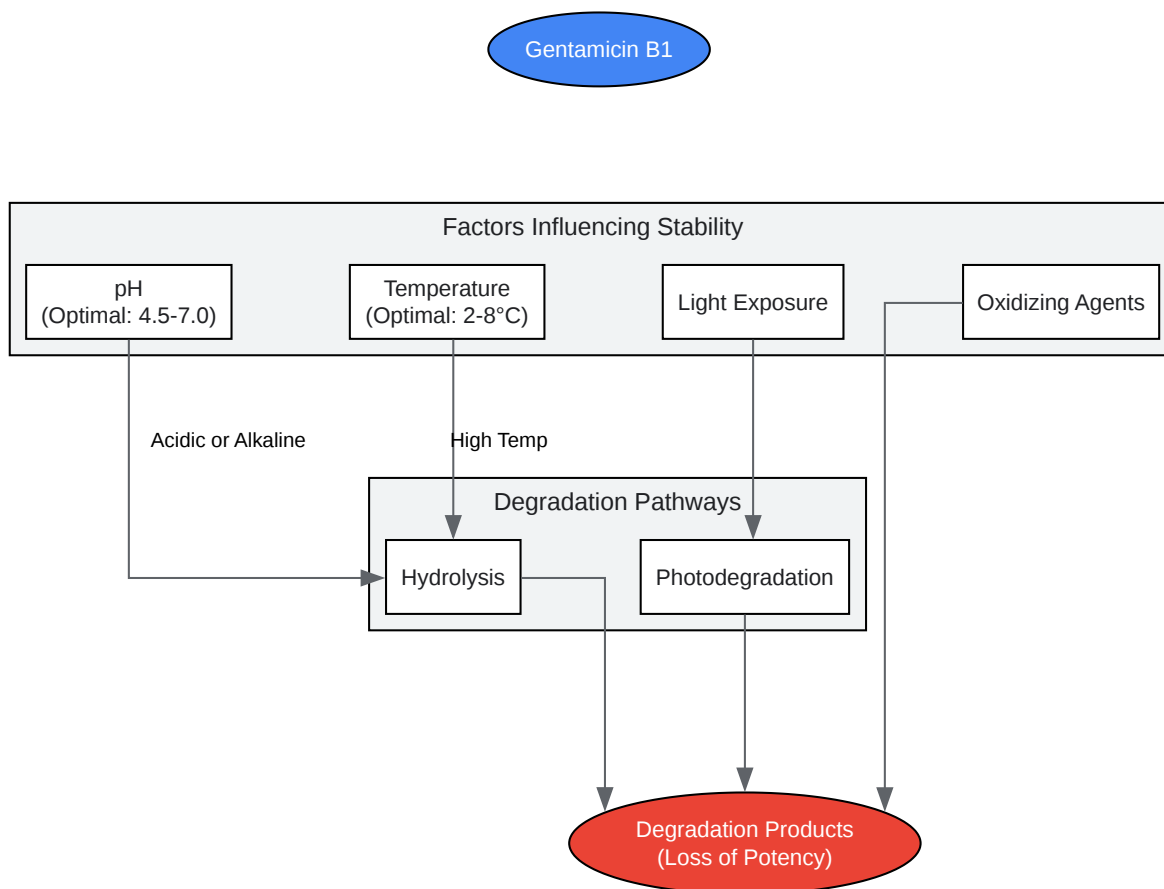 Gentamicin B1
Factors Influencing Stability
pH
(Optimal: 4.5-7.0)
Temperature
(Optimal: 2-8°C)
Light Exposure
Oxidizing Agents
Acidic or Alkaline
High Temp
Degradation Pathways
Hydrolysis
Photodegradation
Degradation Products
(Loss of Potency)